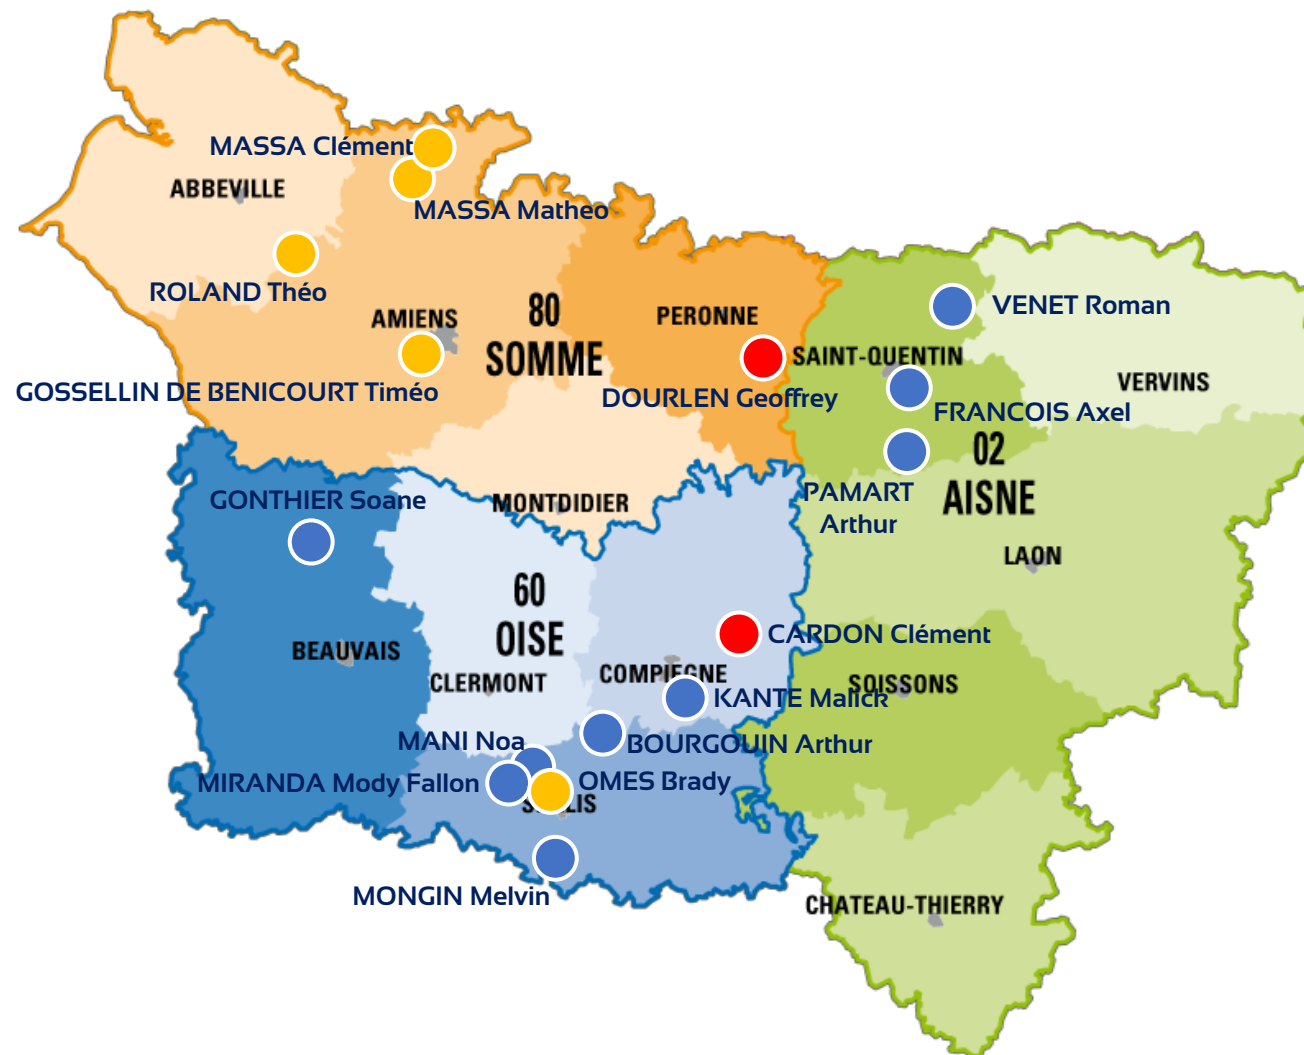 MASSA Clément
ABBEVILLE
MASSA Matheo
ROLAND Théo
AMIENS
80
SOMME
PERONNE
VENET Roman
SAINT-QUENTIN
VERVINS
GOSSELLIN DE BENICOURT Timéo
DOURLEN Geoffrey
FRANCOIS Axel
02
AISNE
GONTHIER Soane
MONTDIDIER
PAMART
Arthur
LAON
60
OISE
BEAUVAIS
CARDON Clément
CLERMONT
COMPIEGNE
SOISSONS
KANTE Malick
MANI Noa
BOURGOUIN Arthur
MIRANDA Mody Fallon
OMES Brady
MONGIN Melvin
CHATEAU-THIERRY